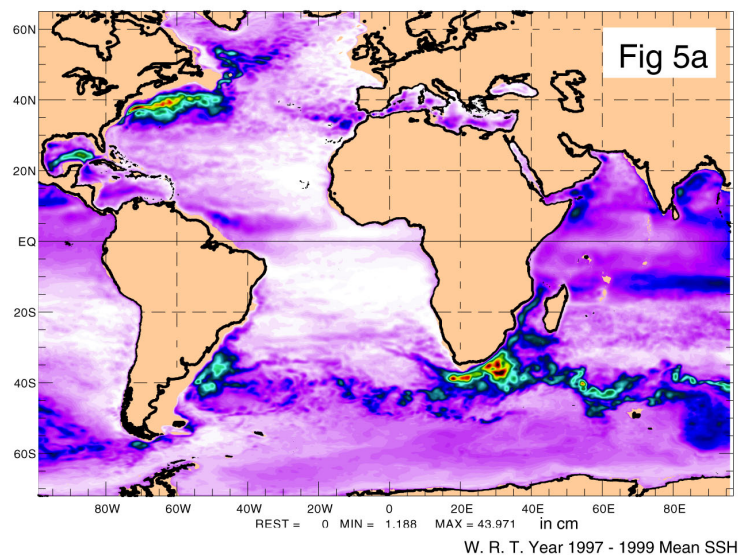 Fig 5a
60N
40N
20N
EQ
20S
40S
60S
80W 60W 40W 20W 0 20E 40E 60E 80E
REST = 0 MIN = 1.188 MAX = 43.971 in cm
W. R. T. Year 1997 - 1999 Mean SSH